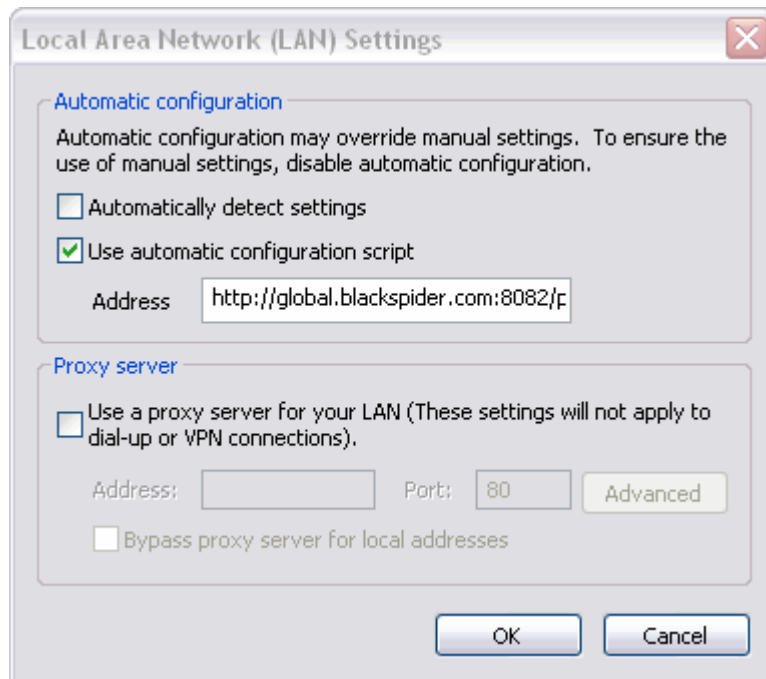 Local Area Network (LAN) Settings
Automatic configuration
Automatic configuration may override manual settings. To ensure the
use of manual settings, disable automatic configuration.
Automatically detect settings
Use automatic configuration script
Address http://global.blackspider.com:8082/p
Proxy server
Use a proxy server for your LAN (These settings will not apply to
dial-up or VPN connections).
Address: Port: 80 Advanced
Bypass proxy server for local addresses
OK Cancel